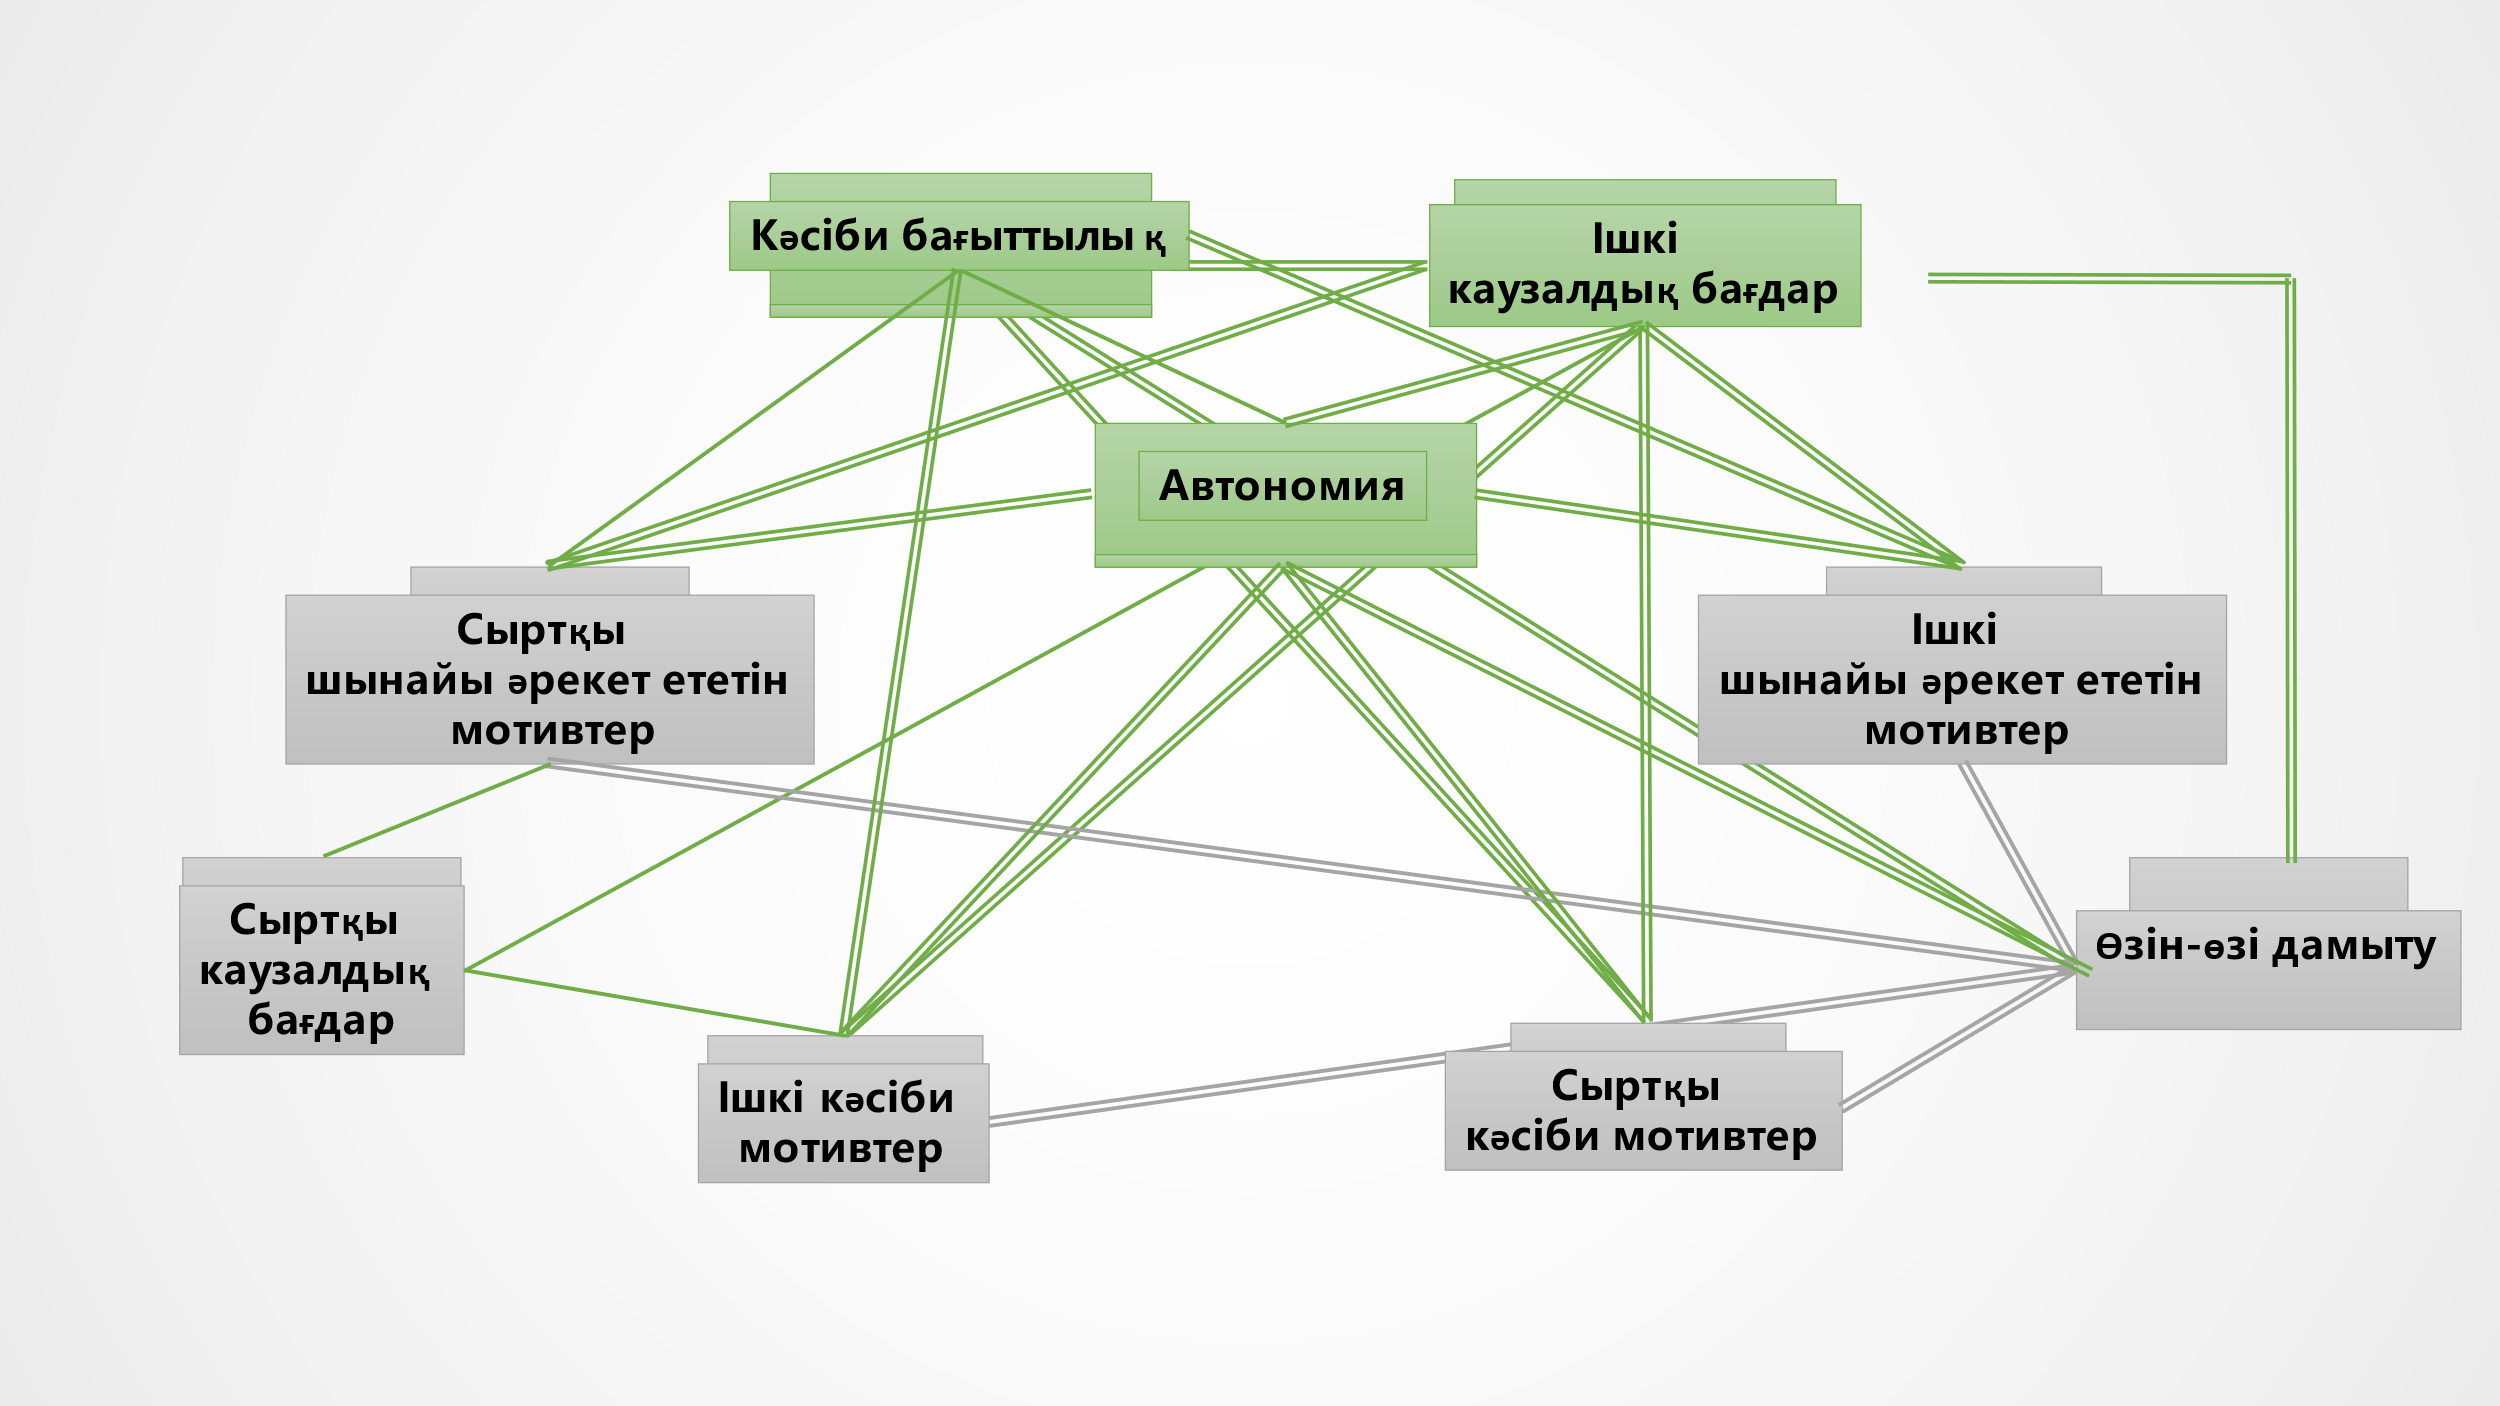 Кәсіби бағыттылы қ
Ішкі
каузалдық бағдар
Автономия
Сыртқы
шынайы әрекет ететін
мотивтер
Ішкі
шынайы әрекет ететін
мотивтер
Сыртқы
каузалдық
бағдар
Өзін-өзі дамыту
Ішкі кәсіби
мотивтер
Сыртқы
кәсіби мотивтер